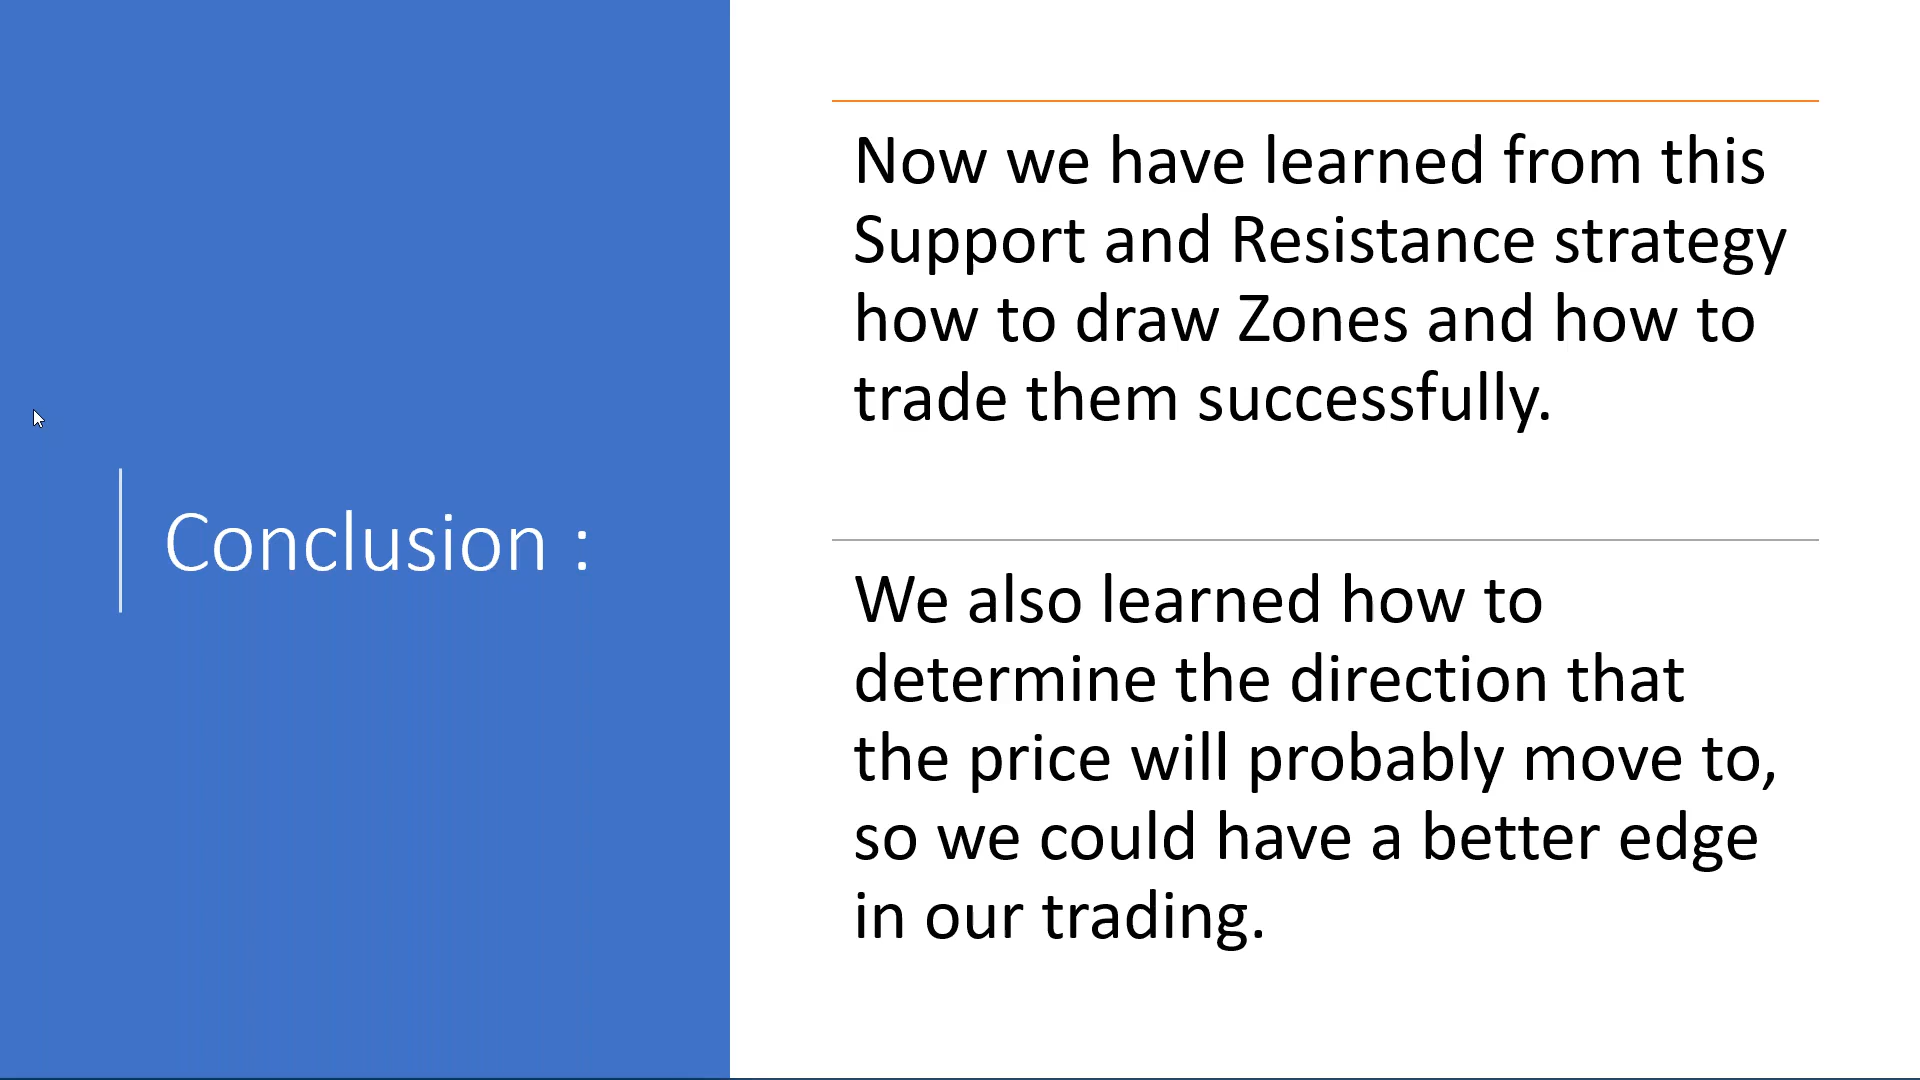 Conclusion :
Now we have learned from this
Support and Resistance strategy
how to draw Zones and how to
trade them successfully.
We also learned how to
determine the direction that
the price will probably move to,
so we could have a better edge
in our trading.